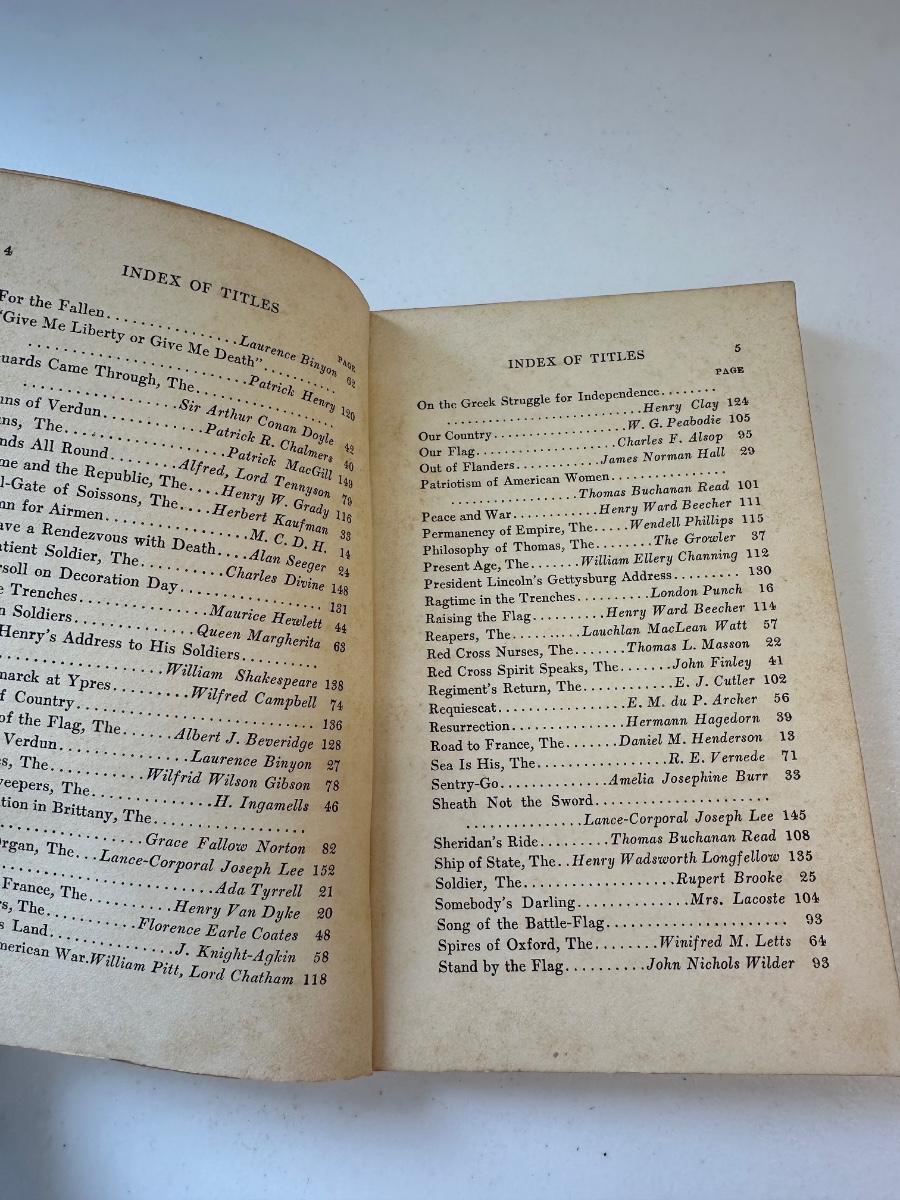 4
INDEX OF TITLES
PAGE
For the Fallen..............Laurence Binyon 62
"Give Me Liberty or Give Me Death"..........
..................Patrick Henry 120
uards Came Through, The..............
..............Sir Arthur Conan Doyle 42
ns of Verdun..........Patrick R. Chalmers 40
ns, The................Patrick MacGill 149
nds All Round........Alfred, Lord Tennyson 79
me and the Republic, The....Henry W. Grady 116
l-Gate of Soissons, The....Herbert Kaufman 33
mn for Airmen..............M. C. D. H. 14
ave a Rendezvous with Death....Alan Seeger 24
atient Soldier, The..........Charles Divine 148
rsoll on Decoration Day................ 131
e Trenches..............Maurice Hewlett 44
n Soldiers............Queen Margherita 63
Henry's Address to His Soldiers..........
................William Shakespeare 138
marck at Ypres.........Wilfred Campbell 74
f Country........................ 136
of the Flag, The......Albert J. Beveridge 128
Verdun..............Laurence Binyon 27
es, The..........Wilfrid Wilson Gibson 78
weepers, The..............H. Ingamells 46
ation in Brittany, The................
..............Grace Fallow Norton 82
Organ, The...Lance-Corporal Joseph Lee 152
......................Ada Tyrrell 21
France, The..........Henry Van Dyke 20
rs, The.........Florence Earle Coates 48
s Land............J. Knight-Agkin 58
merican War.William Pitt, Lord Chatham 118
INDEX OF TITLES 5
PAGE
On the Greek Struggle for Independence........
..........................Henry Clay 124
Our Country..................W. G. Peabodie 105
Our Flag..................Charles F. Alsop 95
Out of Flanders............James Norman Hall 29
Patriotism of American Women..............
................Thomas Buchanan Read 101
Peace and War............Henry Ward Beecher 111
Permanency of Empire, The.....Wendell Phillips 115
Philosophy of Thomas, The........The Growler 37
Present Age, The.......William Ellery Channing 112
President Lincoln's Gettysburg Address......... 130
Ragtime in the Trenches..........London Punch 16
Raising the Flag.........Henry Ward Beecher 114
Reapers, The..........Lauchlan MacLean Watt 57
Red Cross Nurses, The.......Thomas L. Masson 22
Red Cross Spirit Speaks, The.......John Finley 41
Regiment's Return, The............E. J. Cutler 102
Requiescat................E. M. du P. Archer 56
Resurrection..............Hermann Hagedorn 39
Road to France, The.......Daniel M. Henderson 13
Sea Is His, The................R. E. Vernede 71
Sentry-Go..............Amelia Josephine Burr 33
Sheath Not the Sword......................
..............Lance-Corporal Joseph Lee 145
Sheridan's Ride..........Thomas Buchanan Read 108
Ship of State, The..Henry Wadsworth Longfellow 135
Soldier, The...................Rupert Brooke 25
Somebody's Darling..............Mrs. Lacoste 104
Song of the Battle-Flag...................... 93
Spires of Oxford, The........Winifred M. Letts 64
Stand by the Flag..........John Nichols Wilder 93